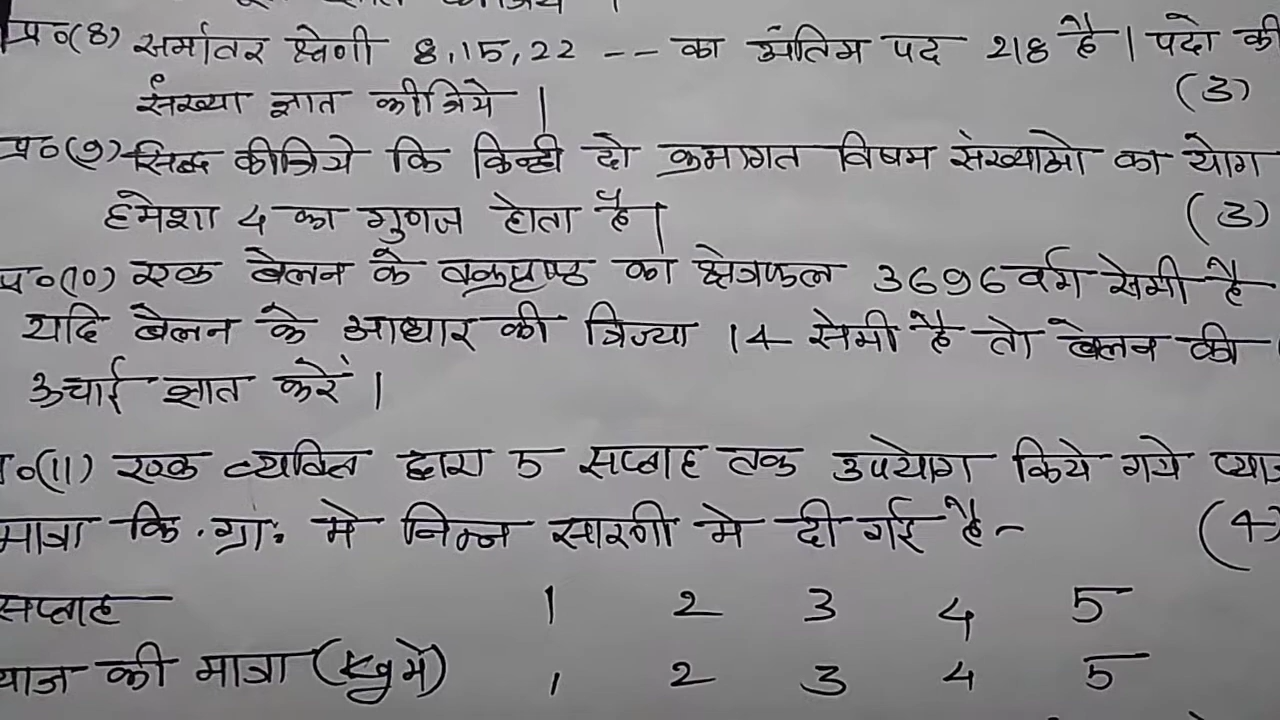 प्र०(8) समांतर श्रेणी 8,15,22 -- का अंतिम पद 218 है। पदो की
संख्या ज्ञात कीजिये। (3)
प्र०(9) सिद्ध कीजिये कि किन्ही दो क्रमागत विषम संख्याओ का योग
हमेशा 4 का गुणज होता है। (3)
प्र०(10) एक बेलन के वक्रपृष्ठ का क्षेत्रफल 3696 वर्ग सेमी है
यदि बेलन के आधार की त्रिज्या 14 सेमी है तो बेलन की
ऊचाई ज्ञात करें।
प्र०(11) एक व्यक्ति द्वारा 5 सप्ताह तक उपयोग किये गये प्याज
मात्रा कि.ग्रा. मे निम्न सारणी मे दी गई है- (4)
सप्ताह 1 2 3 4 5
प्याज की मात्रा (Kg मे) 1 2 3 4 5